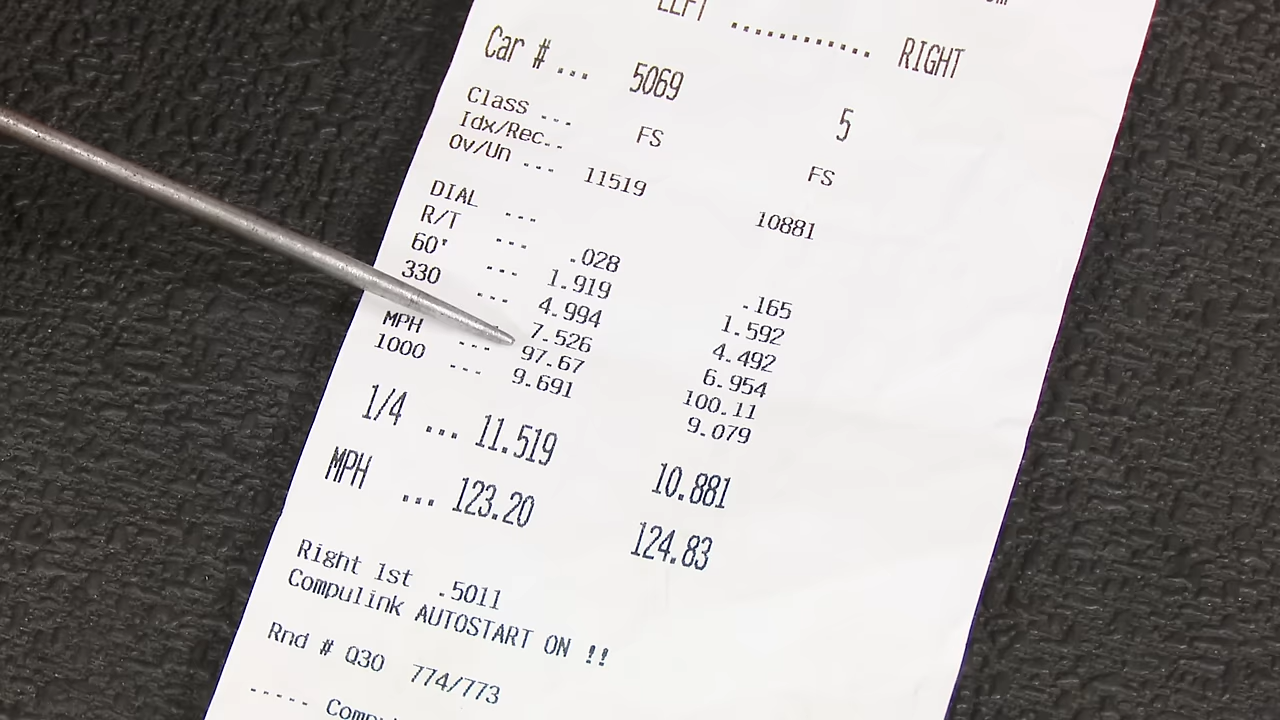 LEFT ............ RIGHT
Car # ... 5069 5
Class ... FS FS
Idx/Rec..
Ov/Un ... 11519 10881
DIAL ...
R/T ... .028 .165
60' ... 1.919 1.592
330 ... 4.994 4.492
7.526 6.954
MPH ... 97.67 100.11
1000 ... 9.691 9.079
1/4 ... 11.519 10.881
MPH ... 123.20 124.83
Right 1st .5011
Compulink AUTOSTART ON !!
Rnd # Q30 774/773